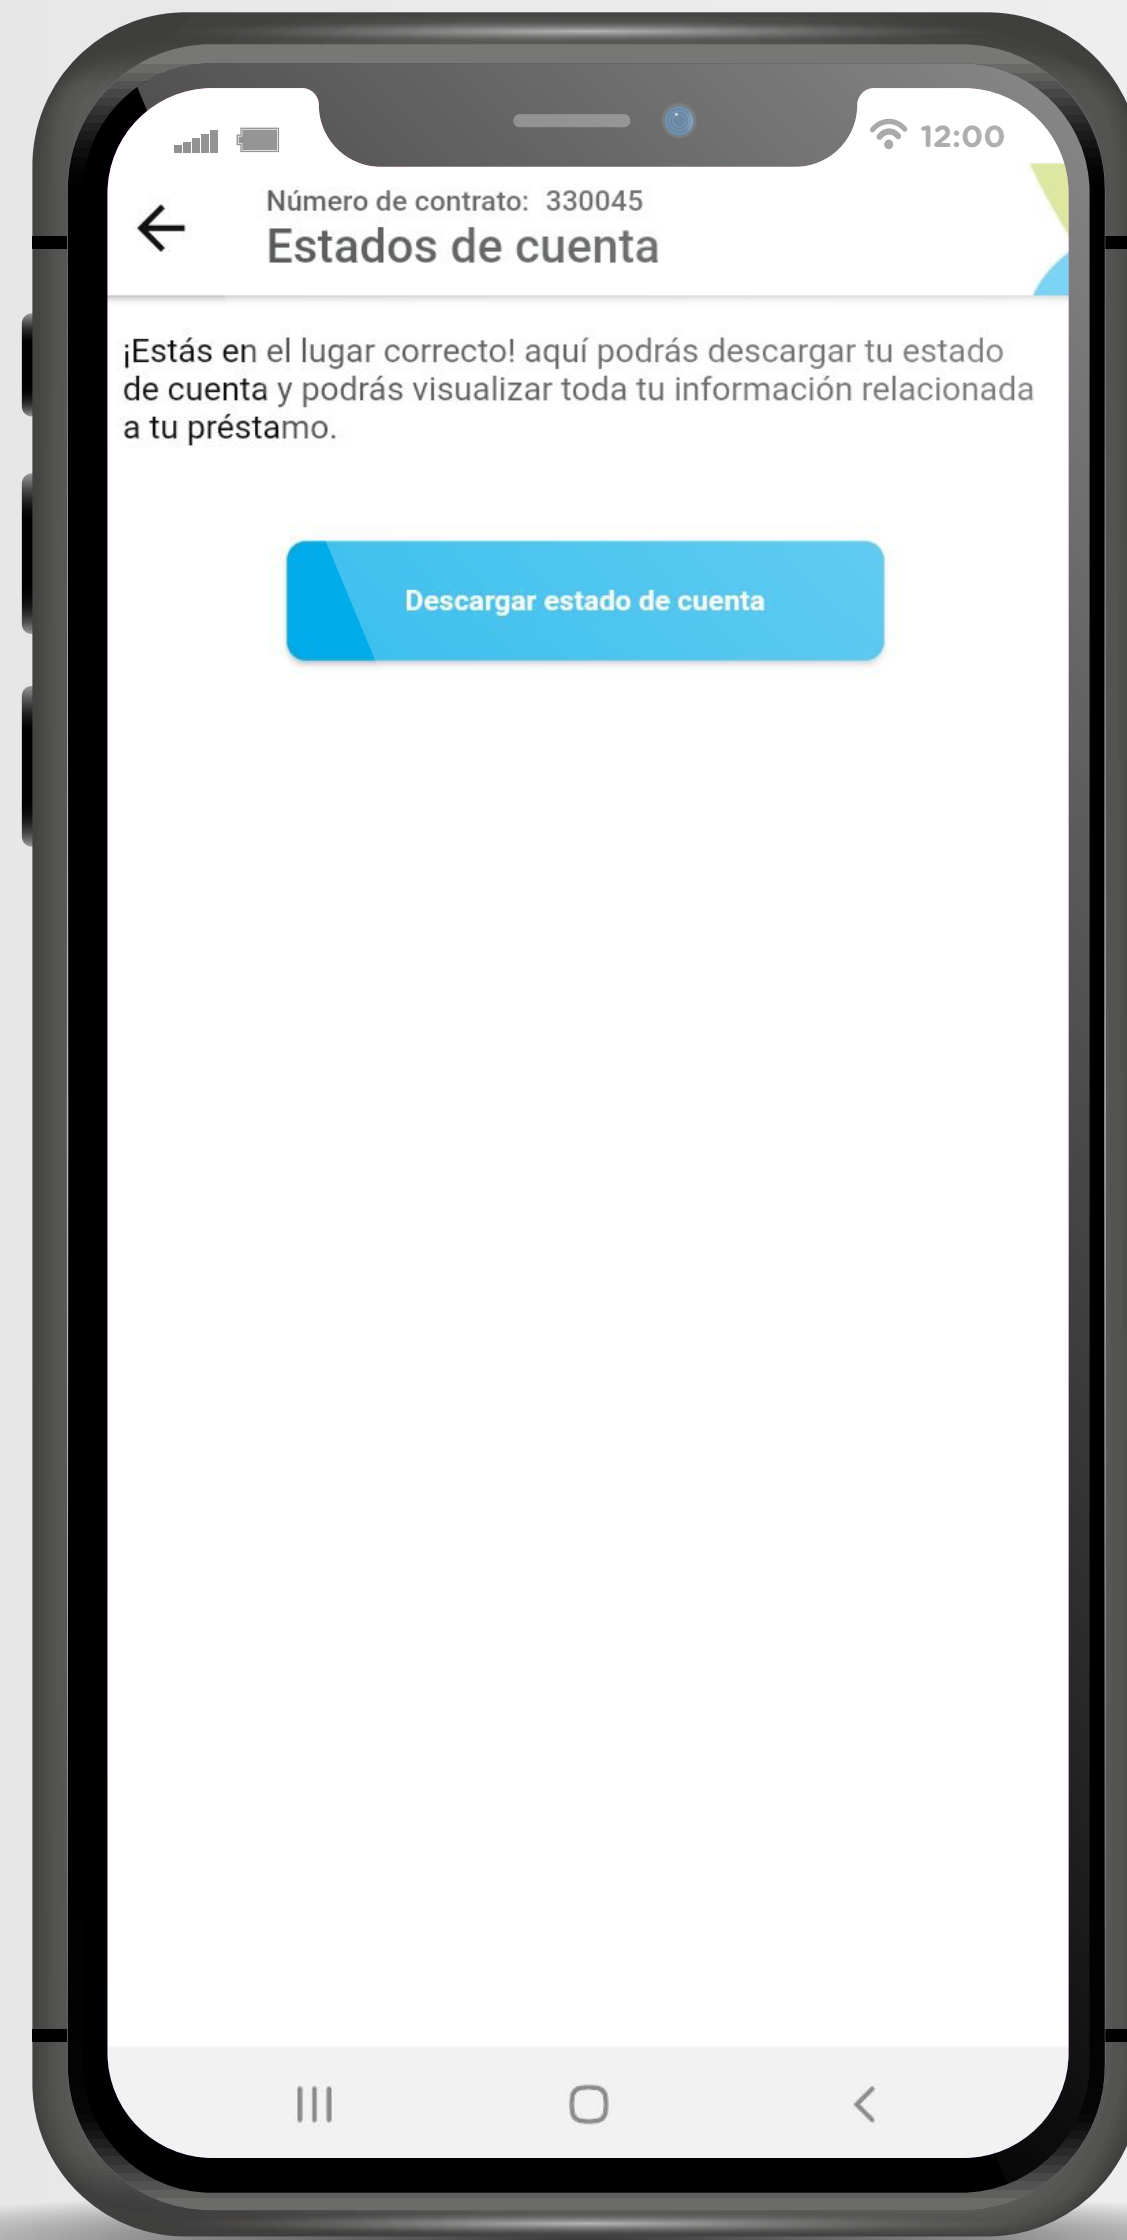 12:00
Número de contrato: 330045
Estados de cuenta
¡Estás en el lugar correcto! aquí podrás descargar tu estado
de cuenta y podrás visualizar toda tu información relacionada
a tu préstamo.
Descargar estado de cuenta